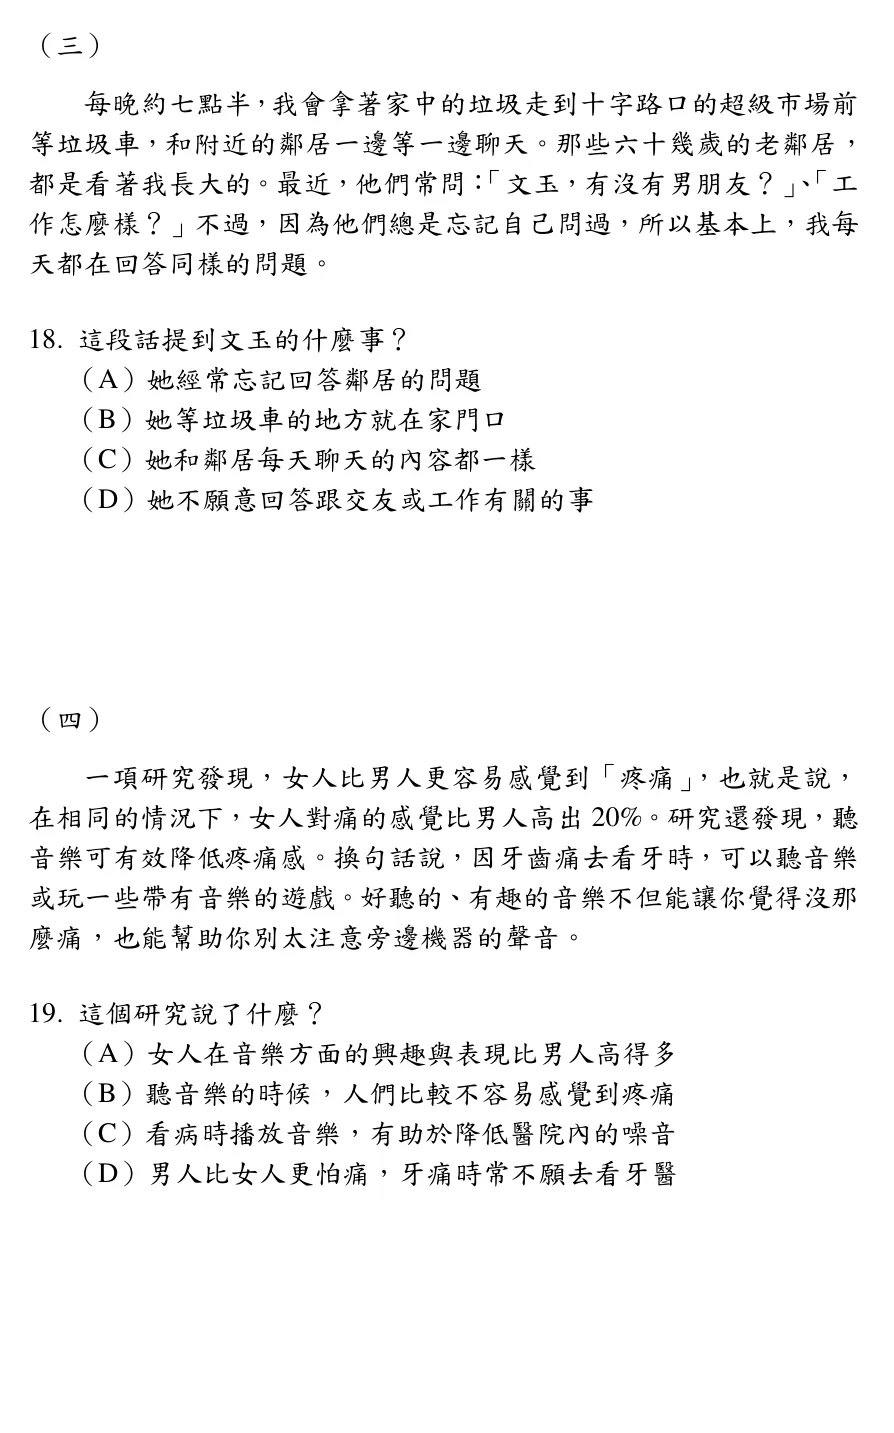 （三）
每晚約七點半，我會拿著家中的垃圾走到十字路口的超級市場前
等垃圾車，和附近的鄰居一邊等一邊聊天。那些六十幾歲的老鄰居，
都是看著我長大的。最近，他們常問：「文玉，有沒有男朋友？」、「工
作怎麼樣？」不過，因為他們總是忘記自己問過，所以基本上，我每
天都在回答同樣的問題。
18. 這段話提到文玉的什麼事？
（A）她經常忘記回答鄰居的問題
（B）她等垃圾車的地方就在家門口
（C）她和鄰居每天聊天的內容都一樣
（D）她不願意回答跟交友或工作有關的事
（四）
一項研究發現，女人比男人更容易感覺到「疼痛」，也就是說，
在相同的情況下，女人對痛的感覺比男人高出 20%。研究還發現，聽
音樂可有效降低疼痛感。換句話說，因牙齒痛去看牙時，可以聽音樂
或玩一些帶有音樂的遊戲。好聽的、有趣的音樂不但能讓你覺得沒那
麼痛，也能幫助你別太注意旁邊機器的聲音。
19. 這個研究說了什麼？
（A）女人在音樂方面的興趣與表現比男人高得多
（B）聽音樂的時候，人們比較不容易感覺到疼痛
（C）看病時播放音樂，有助於降低醫院內的噪音
（D）男人比女人更怕痛，牙痛時常不願去看牙醫